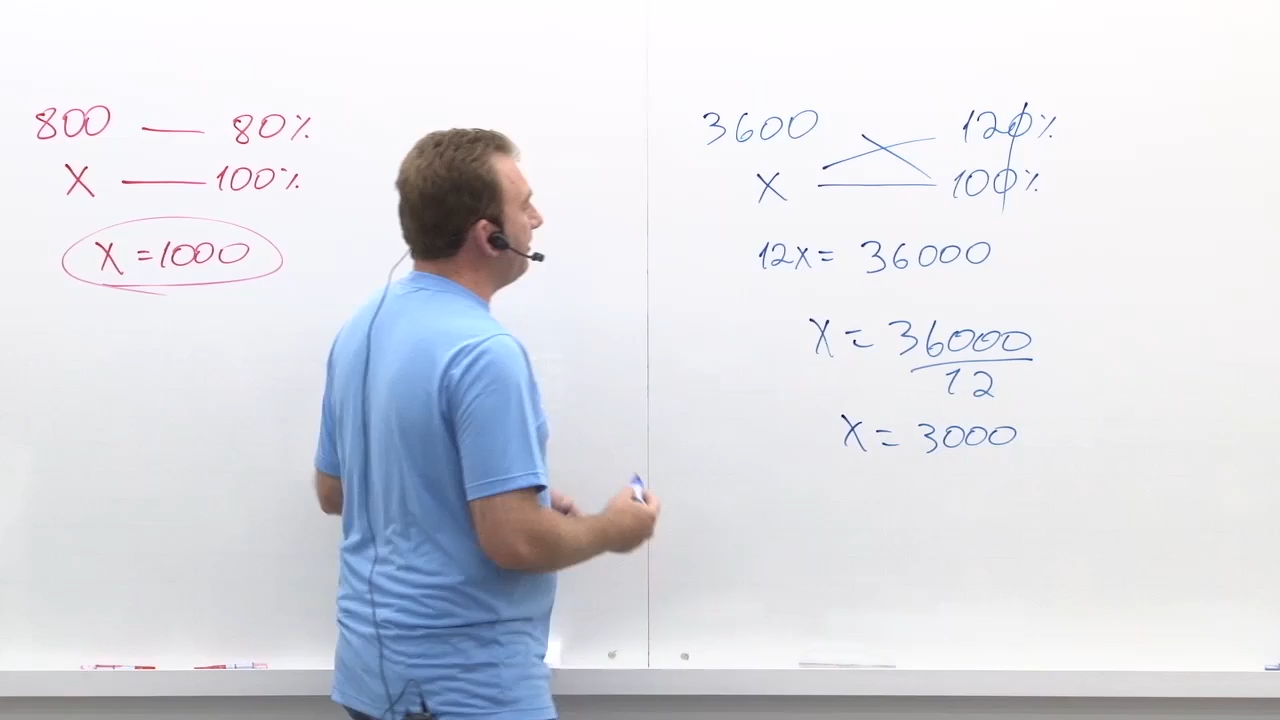 800 — 80%
X — 100%
X = 1000
3600 120%
X 100%
12X = 36000
X = 36000
12
X = 3000